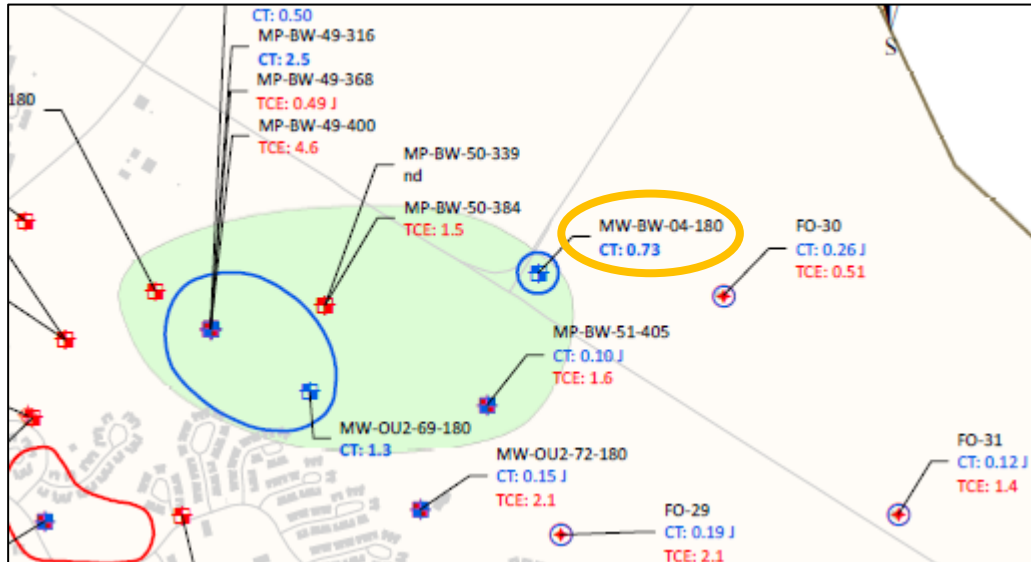 CT: 0.50
MP-BW-49-316
CT: 2.5
MP-BW-49-368
TCE: 0.49 J
MP-BW-49-400
TCE: 4.6
180
MP-BW-50-339
nd
MP-BW-50-384
TCE: 1.5
MW-BW-04-180
CT: 0.73
FO-30
CT: 0.26 J
TCE: 0.51
MP-BW-51-405
CT: 0.10 J
TCE: 1.6
MW-OU2-69-180
CT: 1.3
MW-OU2-72-180
CT: 0.15 J
TCE: 2.1
FO-29
CT: 0.19 J
TCE: 2.1
FO-31
CT: 0.12 J
TCE: 1.4
S